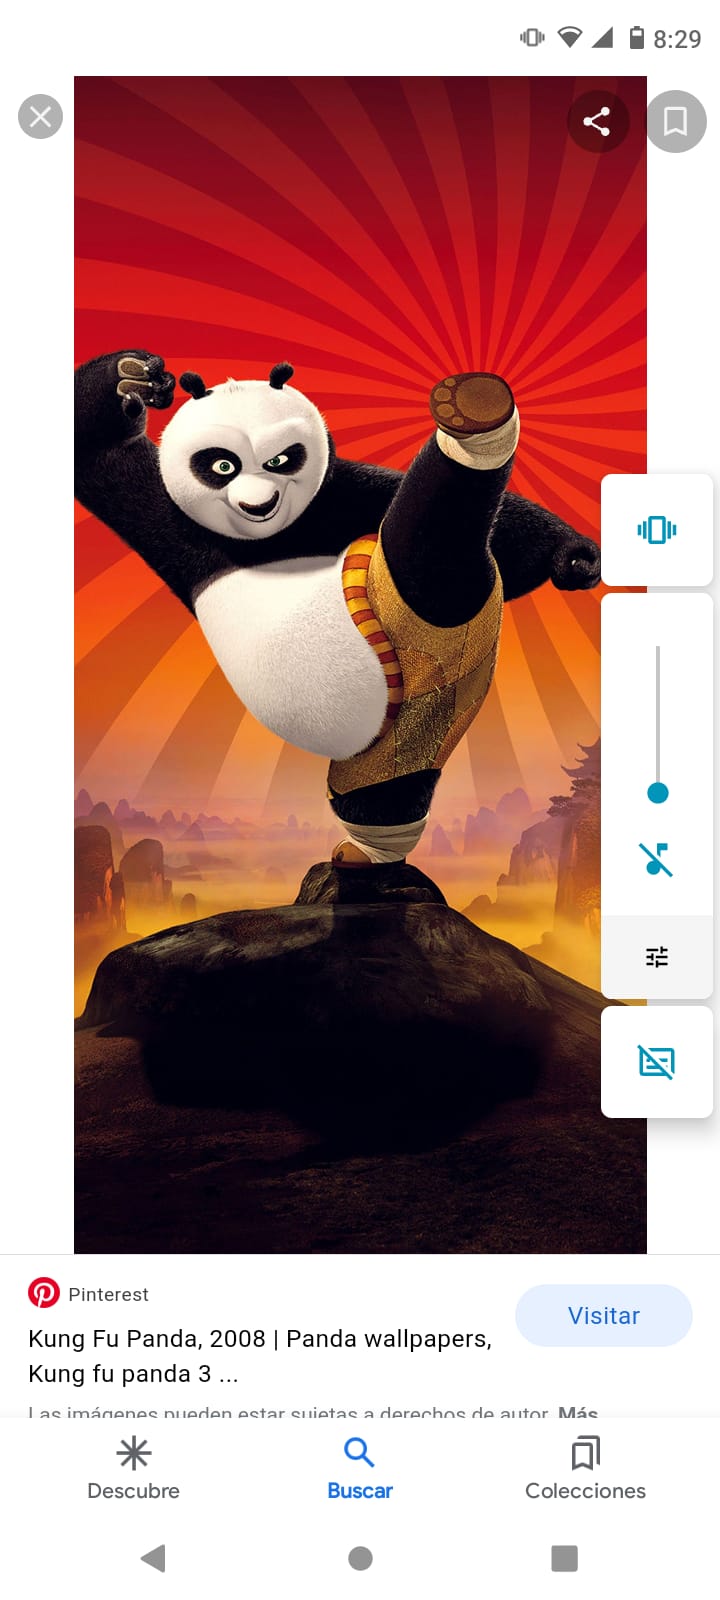 8:29
Pinterest
Visitar
Kung Fu Panda, 2008 | Panda wallpapers,
Kung fu panda 3 ...
Las imágenes pueden estar sujetas a derechos de autor. Más
Descubre
Buscar
Colecciones